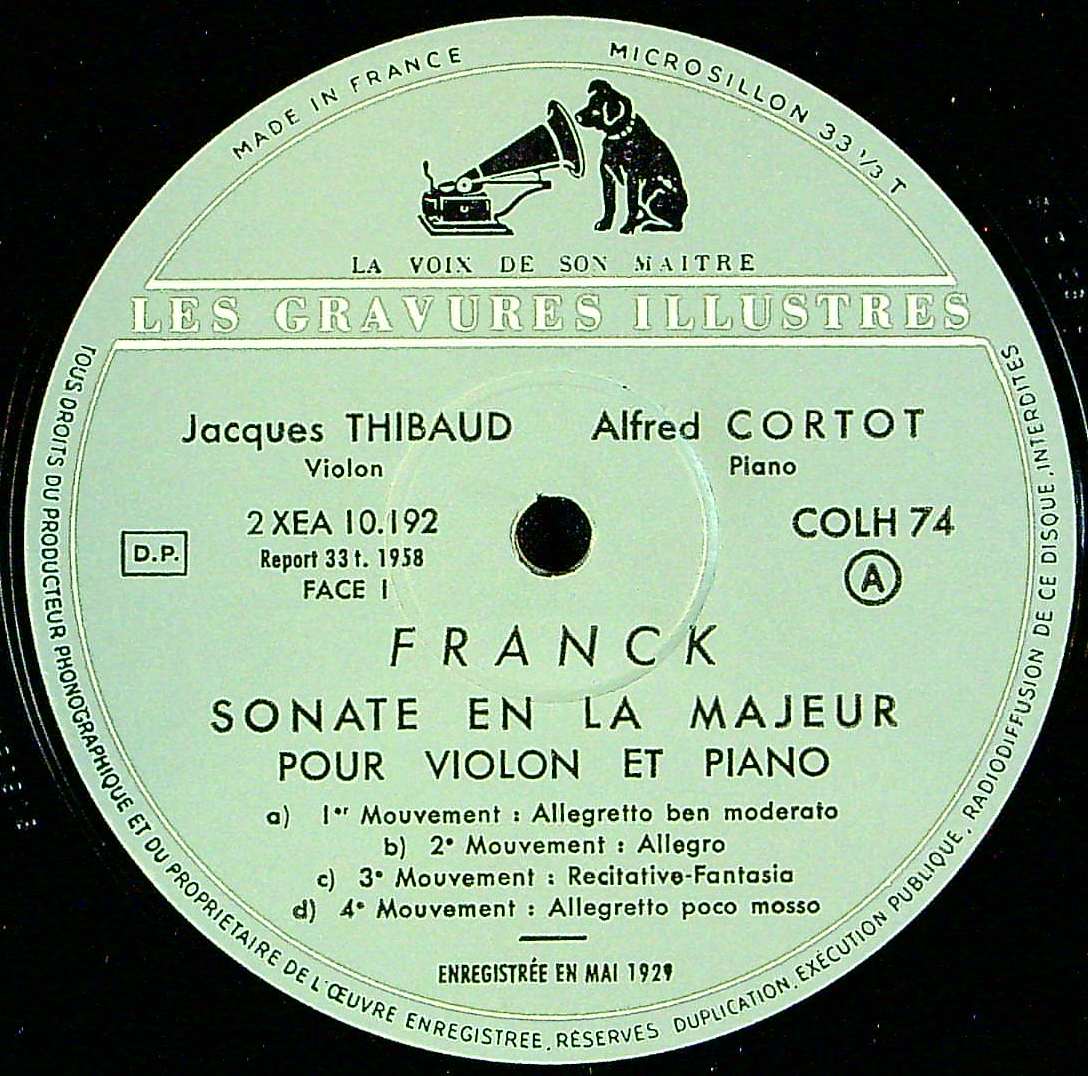 MADE IN FRANCE
MICROSILLON 33 1/3 T
LA VOIX DE SON MAITRE
LES GRAVURES ILLUSTRES
Jacques THIBAUD
Violon
Alfred CORTOT
Piano
D.P.
2 XEA 10.192
Report 33 t. 1958
FACE 1
COLH 74
A
FRANCK
SONATE EN LA MAJEUR
POUR VIOLON ET PIANO
a) 1er Mouvement : Allegretto ben moderato
b) 2e Mouvement : Allegro
c) 3e Mouvement : Recitative-Fantasia
d) 4e Mouvement : Allegretto poco mosso
ENREGISTRÉE EN MAI 1929
TOUS DROITS DU PRODUCTEUR PHONOGRAPHIQUE ET DU PROPRIETAIRE DE L'ŒUVRE ENREGISTREE, RÉSERVES DUPLICATION, EXÉCUTION PUBLIQUE, RADIODIFFUSION DE CE DISQUE, INTERDITES